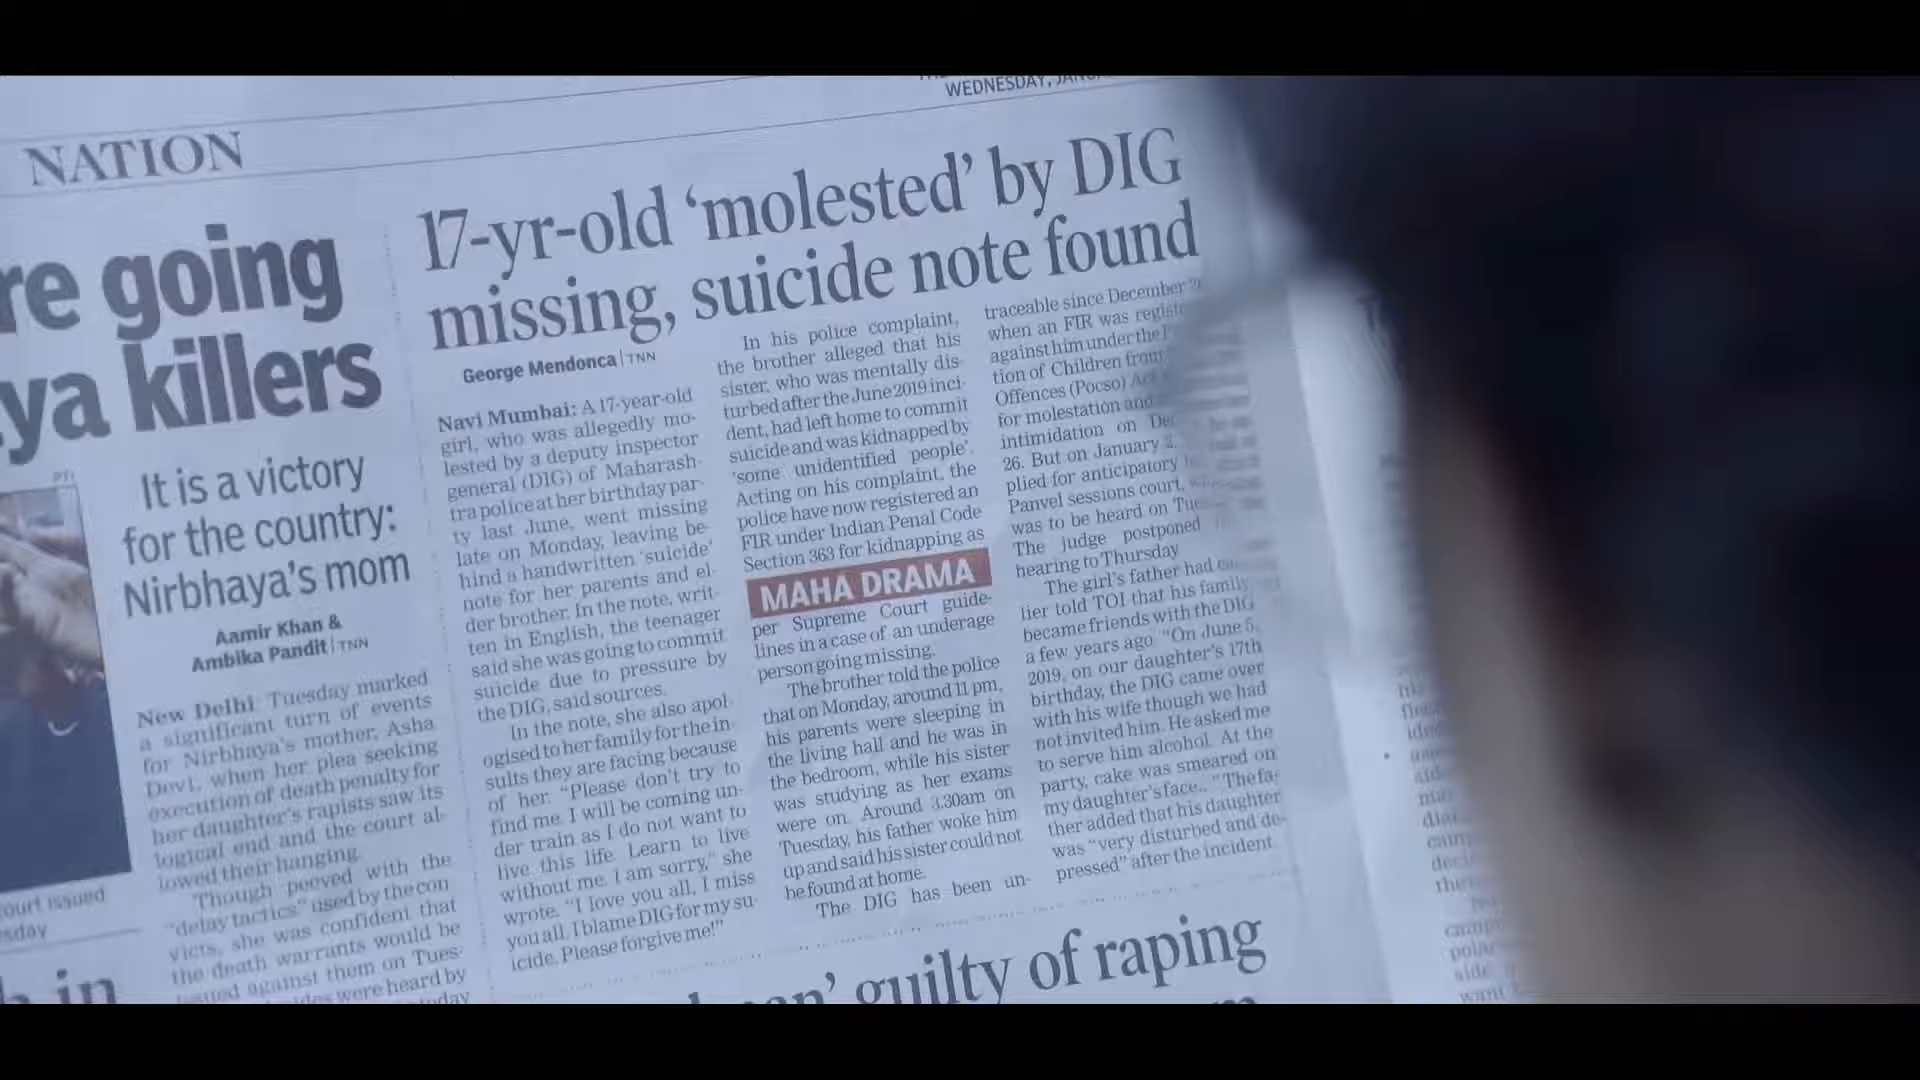 WEDNESDAY,
NATION
re going
ya killers
It is a victory
for the country:
Nirbhaya's mom
Aamir Khan &
Ambika Pandit | TNN
New Delhi: Tuesday marked
a significant turn of events
for Nirbhaya's mother, Asha
Devi, when her plea seeking
execution of death penalty for
her daughter's rapists saw its
logical end and the court al-
lowed their hanging.
Though peeved with the
"delay tactics" used by the con
victs, she was confident that
the death warrants would be
against them on Tues-
were heard by
PTI
ourt issued
sday
in
17-yr-old 'molested' by DIG
missing, suicide note found
George Mendonca | TNN
Navi Mumbai: A 17-year-old
girl, who was allegedly mo-
lested by a deputy inspector
general (DIG) of Maharash-
tra police at her birthday par-
ty last June, went missing
late on Monday, leaving be-
hind a handwritten 'suicide'
note for her parents and el-
der brother. In the note, writ-
ten in English, the teenager
said she was going to commit
suicide due to pressure by
the DIG, said sources.
In the note, she also apol-
ogised to her family for the in-
sults they are facing because
of her. "Please don't try to
find me. I will be coming un-
der train as I do not want to
live this life. Learn to live
without me. I am sorry," she
wrote. "I love you all, I miss
you all. I blame DIG for my su-
icide. Please forgive me!"
In his police complaint,
the brother alleged that his
sister, who was mentally dis-
turbed after the June 2019 inci-
dent, had left home to commit
suicide and was kidnapped by
'some unidentified people'.
Acting on his complaint, the
police have now registered an
FIR under Indian Penal Code
Section 363 for kidnapping as
MAHA DRAMA
per Supreme Court guide-
lines in a case of an underage
person going missing.
The brother told the police
that on Monday, around 11 pm,
his parents were sleeping in
the living hall and he was in
the bedroom, while his sister
was studying as her exams
were on. Around 3.30am on
Tuesday, his father woke him
up and said his sister could not
be found at home.
The DIG has been un-
traceable since December
when an FIR was
against him under the
tion of Children from
Offences (Pocso) Act
for molestation and
intimidation on
26. But on January 2,
plied for anticipatory
Panvel sessions court,
was to be heard on
The judge postponed
hearing to Thursday
The girl's father had
lier told TOI that his family
became friends with the DIG
a few years ago. "On June 5,
2019, on our daughter's 17th
birthday, the DIG came over
with his wife though we had
not invited him. He asked me
to serve him alcohol. At the
party, cake was smeared on
my daughter's face.. "The fa-
ther added that his daughter
was "very disturbed and de-
pressed" after the incident.
guilty of raping